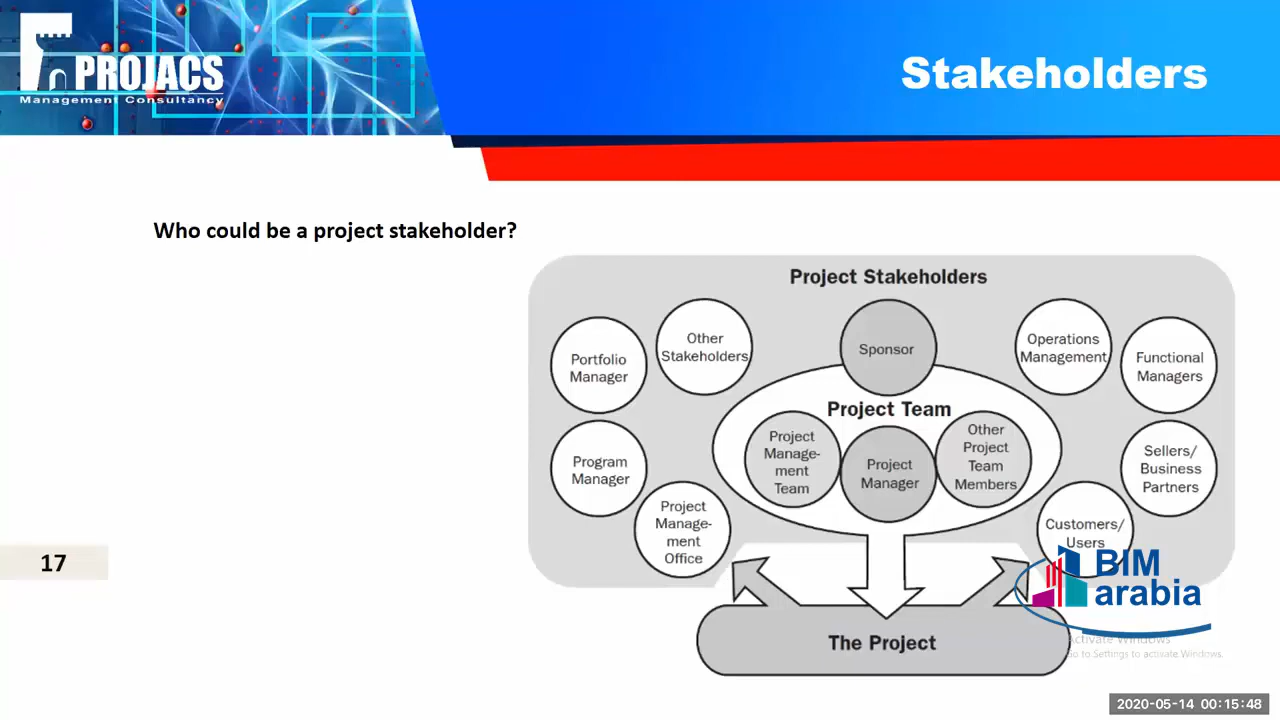 PROJACS
Management Consultancy
Stakeholders
Who could be a project stakeholder?
Project Stakeholders
Portfolio
Manager
Other
Stakeholders
Sponsor
Operations
Management
Functional
Managers
Project Team
Program
Manager
Project
Manage-
ment
Team
Project
Manager
Other
Project
Team
Members
Sellers/
Business
Partners
Project
Manage-
ment
Office
Customers/
Users
17
BIM
arabia
The Project
Activate Windows
Go to Settings to activate Windows.
2020-05-14 00:15:48